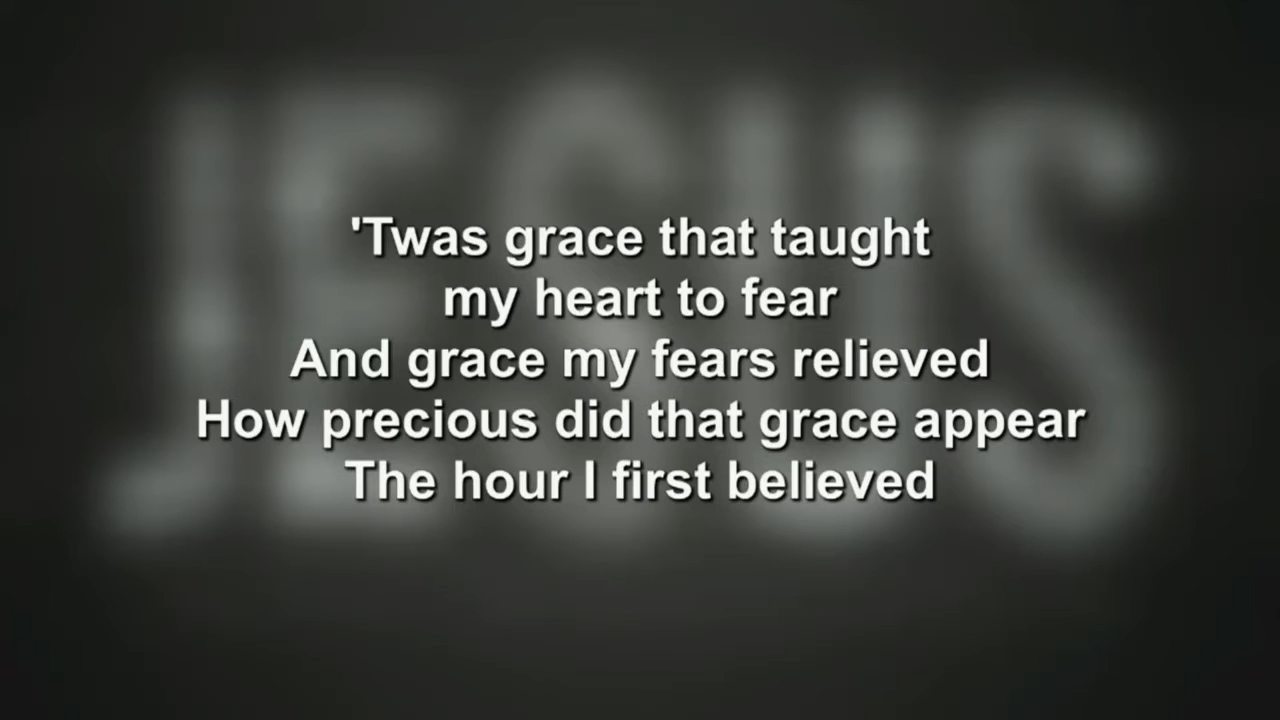 JESUS
'Twas grace that taught
my heart to fear
And grace my fears relieved
How precious did that grace appear
The hour I first believed